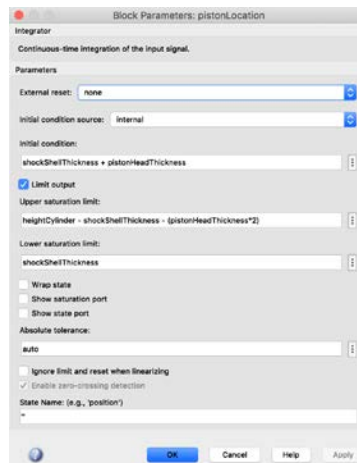 Block Parameters: pistonLocation
Integrator
Continuous-time integration of the input signal.
Parameters
External reset: none
Initial condition source: internal
Initial condition:
shockShellThickness + pistonHeadThickness
Limit output
Upper saturation limit:
heightCylinder - shockShellThickness - (pistonHeadThickness*2)
Lower saturation limit:
shockShellThickness
Wrap state
Show saturation port
Show state port
Absolute tolerance:
auto
Ignore limit and reset when linearizing
Enable zero-crossing detection
State Name: (e.g., 'position')
''
? OK Cancel Help Apply